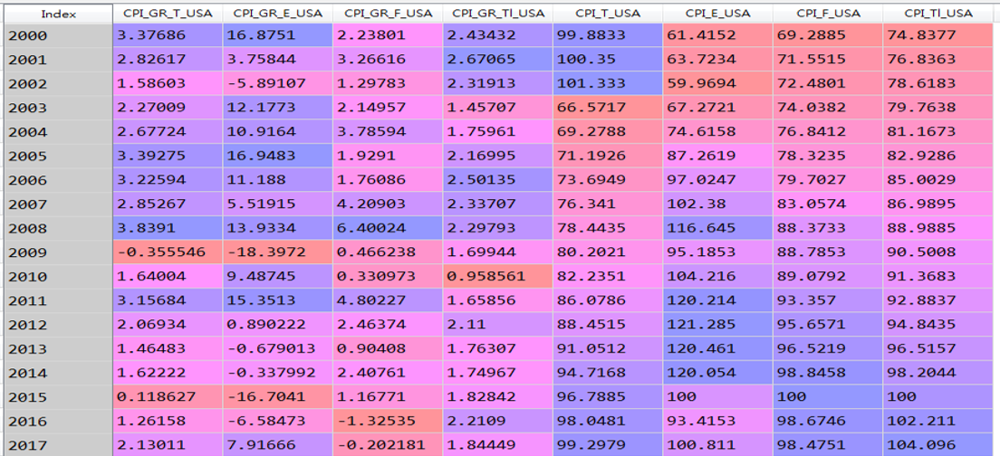 Index CPI_GR_T_USA CPI_GR_E_USA CPI_GR_F_USA CPI_GR_Tl_USA CPI_T_USA CPI_E_USA CPI_F_USA CPI_Tl_USA
2000 3.37686 16.8751 2.23801 2.43432 99.8833 61.4152 69.2885 74.8377
2001 2.82617 3.75844 3.26616 2.67065 100.35 63.7234 71.5515 76.8363
2002 1.58603 -5.89107 1.29783 2.31913 101.333 59.9694 72.4801 78.6183
2003 2.27009 12.1773 2.14957 1.45707 66.5717 67.2721 74.0382 79.7638
2004 2.67724 10.9164 3.78594 1.75961 69.2788 74.6158 76.8412 81.1673
2005 3.39275 16.9483 1.9291 2.16995 71.1926 87.2619 78.3235 82.9286
2006 3.22594 11.188 1.76086 2.50135 73.6949 97.0247 79.7027 85.0029
2007 2.85267 5.51915 4.20903 2.33707 76.341 102.38 83.0574 86.9895
2008 3.8391 13.9334 6.40024 2.29793 78.4435 116.645 88.3733 88.9885
2009 -0.355546 -18.3972 0.466238 1.69944 80.2021 95.1853 88.7853 90.5008
2010 1.64004 9.48745 0.330973 0.958561 82.2351 104.216 89.0792 91.3683
2011 3.15684 15.3513 4.80227 1.65856 86.0786 120.214 93.357 92.8837
2012 2.06934 0.890222 2.46374 2.11 88.4515 121.285 95.6571 94.8435
2013 1.46483 -0.679013 0.90408 1.76307 91.0512 120.461 96.5219 96.5157
2014 1.62222 -0.337992 2.40761 1.74967 94.7168 120.054 98.8458 98.2044
2015 0.118627 -16.7041 1.16771 1.82842 96.7885 100 100 100
2016 1.26158 -6.58473 -1.32535 2.2109 98.0481 93.4153 98.6746 102.211
2017 2.13011 7.91666 -0.202181 1.84449 99.2979 100.811 98.4751 104.096